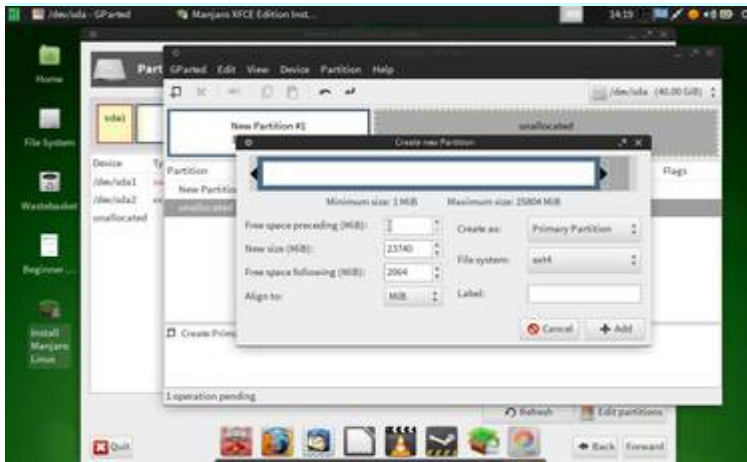 /dev/sda - GParted
Manjaro XFCE Edition Inst...
14:19
Home
File System
Wastebasket
Beginner ...
Install
Manjaro
Linux
Part
sda1
Device
/dev/sda1
/dev/sda2
unallocated
GParted Edit View Device Partition Help
/dev/sda (40.00 GiB)
New Partition #1
unallocated
Partition
Flags
New Partitio
unallocated
Create new Partition
Minimum size: 1 MiB
Maximum size: 25804 MiB
Free space preceding (MiB):
Create as:
Primary Partition
New size (MiB):
23740
File system:
ext4
Free space following (MiB):
2064
Align to:
MiB
Label:
Cancel
Add
Create Prim
1 operation pending
Refresh
Edit partitions
Quit
Back
Forward